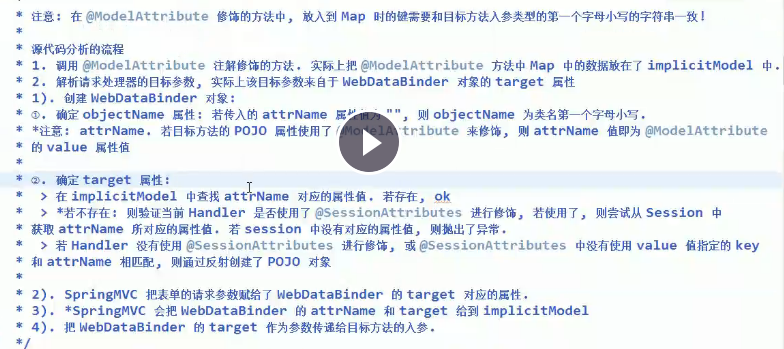 * 注意: 在 @ModelAttribute 修饰的方法中, 放入到 Map 时的键需要和目标方法入参类型的第一个字母小写的字符串一致!
*
* 源代码分析的流程
* 1. 调用 @ModelAttribute 注解修饰的方法. 实际上把 @ModelAttribute 方法中 Map 中的数据放在了 implicitModel 中.
* 2. 解析请求处理器的目标参数, 实际上该目标参数来自于 WebDataBinder 对象的 target 属性
* 1). 创建 WebDataBinder 对象:
* ①. 确定 objectName 属性: 若传入的 attrName 属性值为 "", 则 objectName 为类名第一个字母小写.
* *注意: attrName. 若目标方法的 POJO 属性使用了 @ModelAttribute 来修饰, 则 attrName 值即为 @ModelAttribute
的 value 属性值
*
* ②. 确定 target 属性:
* > 在 implicitModel 中查找 attrName 对应的属性值. 若存在, ok
* > *若不存在: 则验证当前 Handler 是否使用了 @SessionAttributes 进行修饰, 若使用了, 则尝试从 Session 中
获取 attrName 所对应的属性值. 若 session 中没有对应的属性值, 则抛出了异常.
* > 若 Handler 没有使用 @SessionAttributes 进行修饰, 或 @SessionAttributes 中没有使用 value 值指定的 key
和 attrName 相匹配, 则通过反射创建了 POJO 对象
*
* 2). SpringMVC 把表单的请求参数赋给了 WebDataBinder 的 target 对应的属性.
* 3). *SpringMVC 会把 WebDataBinder 的 attrName 和 target 给到 implicitModel
* 4). 把 WebDataBinder 的 target 作为参数传递给目标方法的入参.
*/